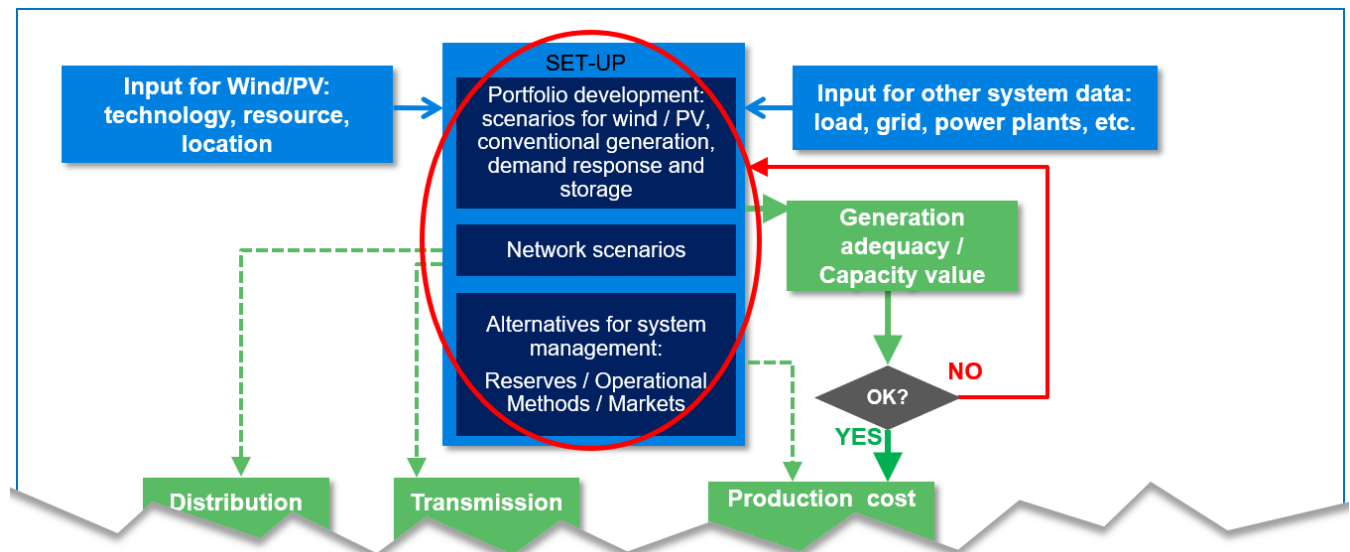 SET-UP
Input for Wind/PV:
technology, resource,
location
Portfolio development:
scenarios for wind / PV,
conventional generation,
demand response and
storage
Input for other system data:
load, grid, power plants, etc.
Generation
adequacy /
Capacity value
Network scenarios
Alternatives for system
management:
Reserves / Operational
Methods / Markets
OK?
NO
YES
Distribution
Transmission
Production cost